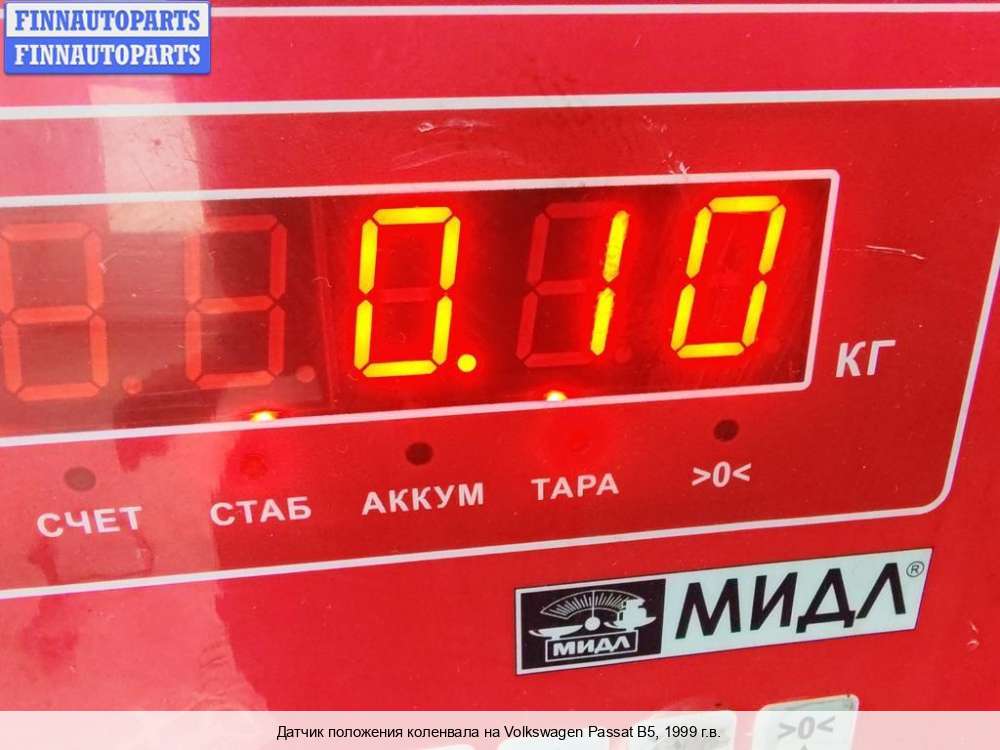 FINNAUTOPARTS
FINNAUTOPARTS
0.10
КГ
СЧЕТ СТАБ АККУМ ТАРА >0<
МИДЛ МИДЛ®
>0<
Датчик положения коленвала на Volkswagen Passat B5, 1999 г.в.